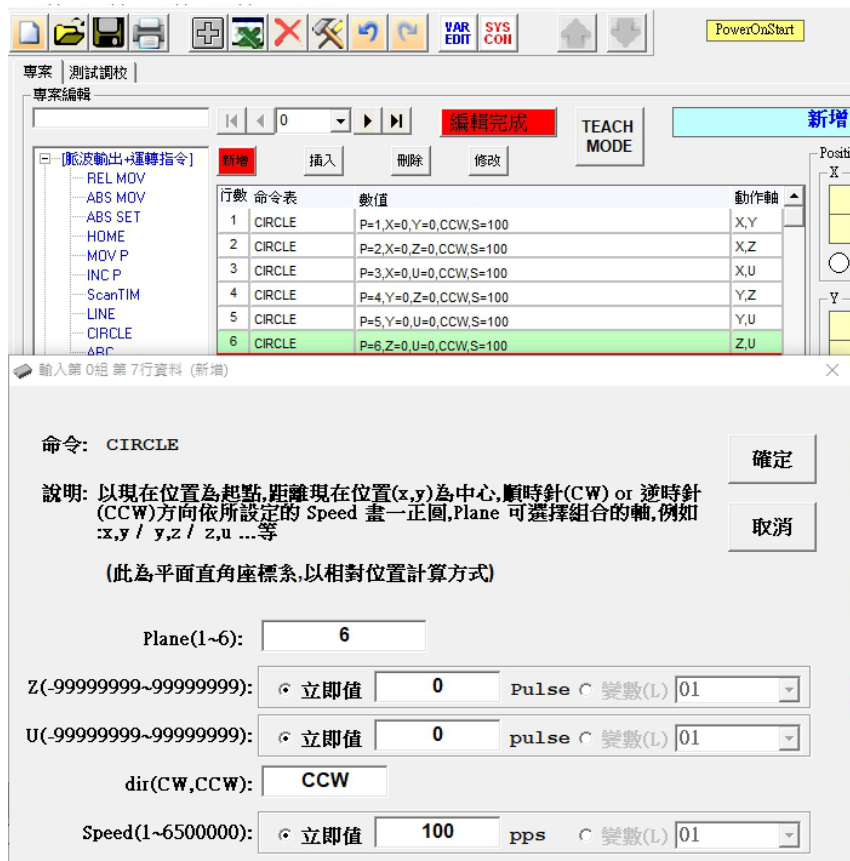 VAR EDIT
SYS CON
PowerOnStart
專案 測試調校
專案編輯
0
編輯完成
TEACH MODE
新增
新增 插入 刪除 修改
[脈波輸出+運轉指令]
REL MOV
ABS MOV
ABS SET
HOME
MOV P
INC P
ScanTIM
LINE
CIRCLE
ARC
行數 命令表 數值 動作軸
1 CIRCLE P=1,X=0,Y=0,CCW,S=100 X,Y
2 CIRCLE P=2,X=0,Z=0,CCW,S=100 X,Z
3 CIRCLE P=3,X=0,U=0,CCW,S=100 X,U
4 CIRCLE P=4,Y=0,Z=0,CCW,S=100 Y,Z
5 CIRCLE P=5,Y=0,U=0,CCW,S=100 Y,U
6 CIRCLE P=6,Z=0,U=0,CCW,S=100 Z,U
X
Y
輸入第 0組 第 7行資料 (新增)
命令: CIRCLE
確定
說明: 以現在位置為起點,距離現在位置(x,y)為中心,順時針(CW) or 逆時針
(CCW)方向依所設定的 Speed 畫一正圓,Plane 可選擇組合的軸,例如
:x,y / y,z / z,u ...等
取消
(此為平面直角座標系,以相對位置計算方式)
Plane(1~6): 6
Z(-99999999~99999999): 立即值 0 Pulse 變數(L) 01
U(-99999999~99999999): 立即值 0 pulse 變數(L) 01
dir(CW,CCW): CCW
Speed(1~6500000): 立即值 100 pps 變數(L) 01